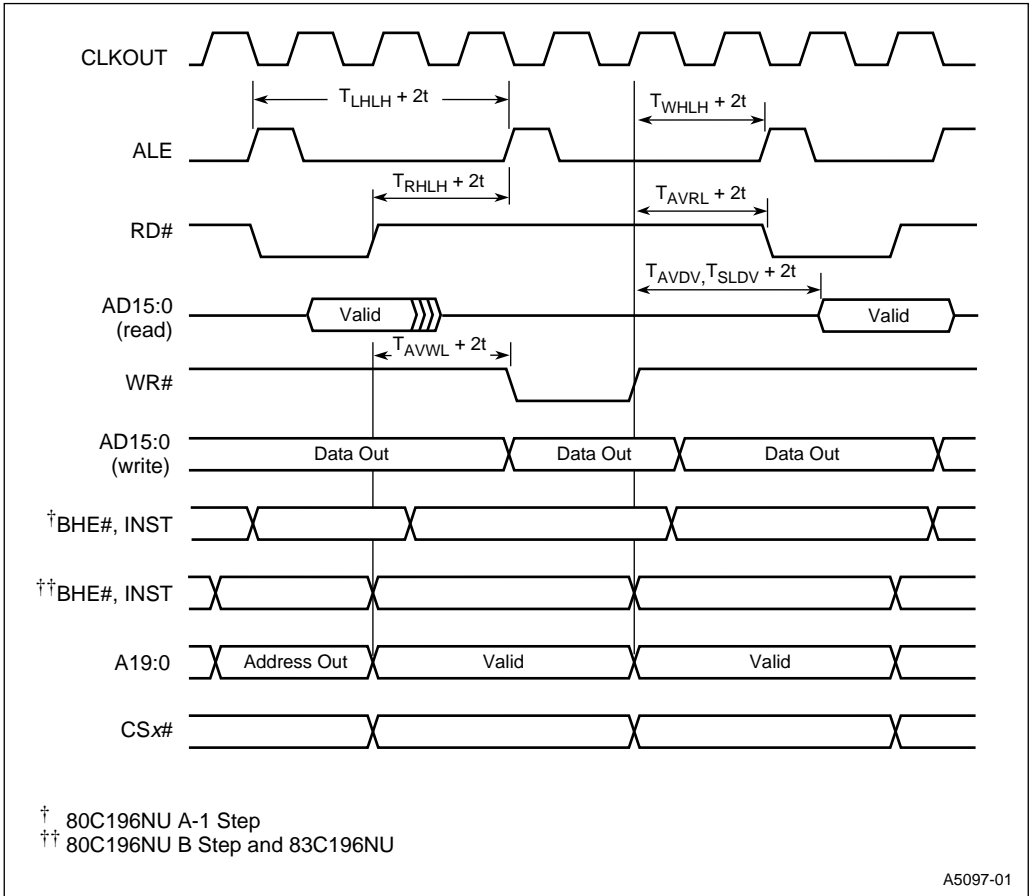 CLKOUT
T_LHLH + 2t
T_WHLH + 2t
ALE
T_RHLH + 2t
T_AVRL + 2t
RD#
T_AVDV,T_SLDV + 2t
AD15:0
(read)
Valid
Valid
T_AVWL + 2t
WR#
AD15:0
(write)
Data Out
Data Out
Data Out
†BHE#, INST
††BHE#, INST
A19:0
Address Out
Valid
Valid
CSx#
† 80C196NU A-1 Step
†† 80C196NU B Step and 83C196NU
A5097-01